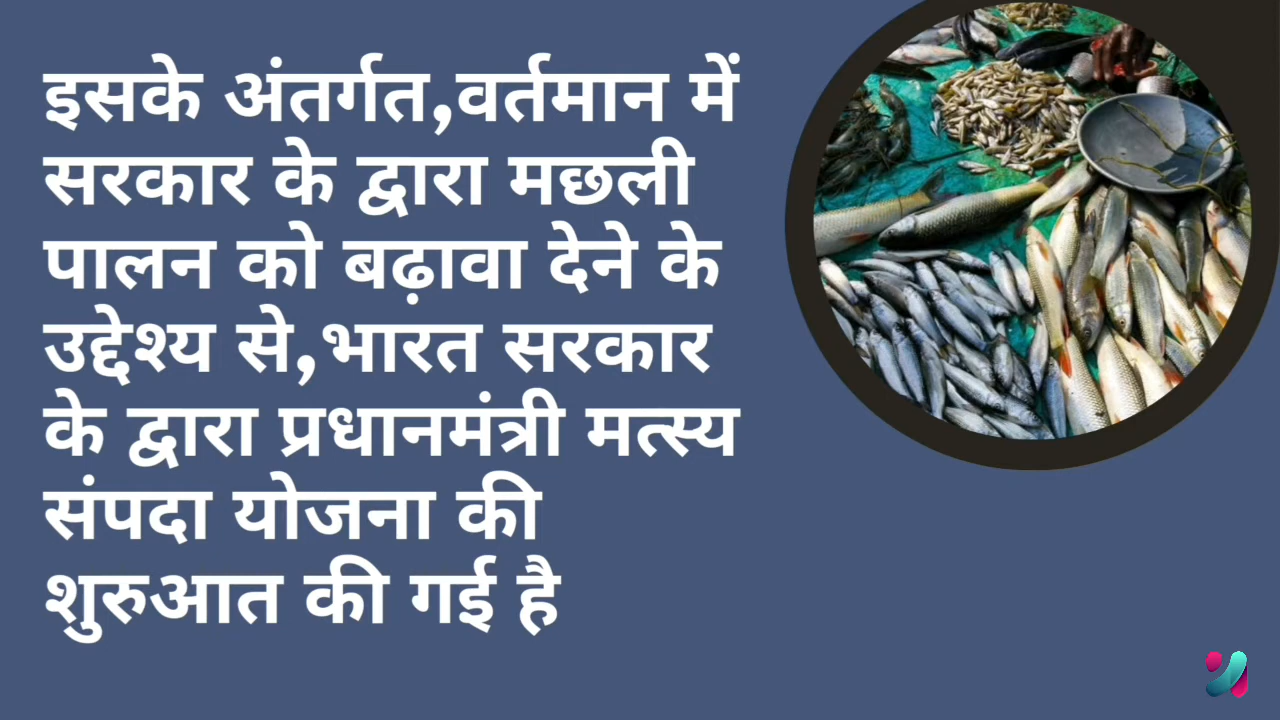 इसके अंतर्गत,वर्तमान में
सरकार के द्वारा मछली
पालन को बढ़ावा देने के
उद्देश्य से,भारत सरकार
के द्वारा प्रधानमंत्री मत्स्य
संपदा योजना की
शुरुआत की गई है